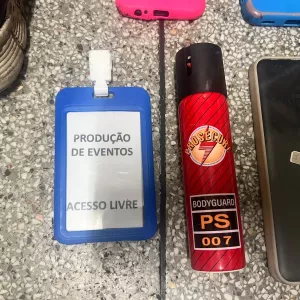 PRODUÇÃO
DE EVENTOS
ACESSO LIVRE
BODYGUARD
PS
007